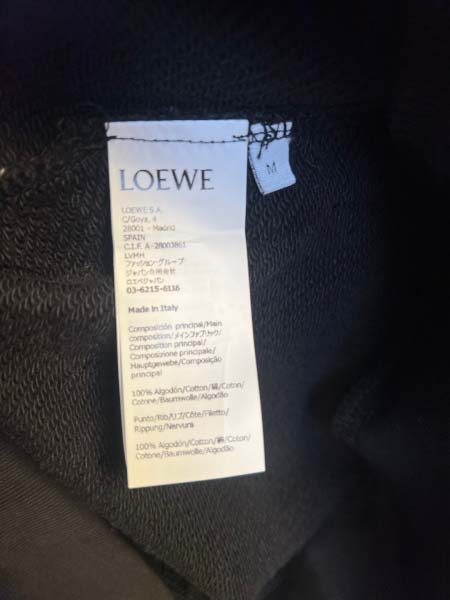 LOEWE
M
LOEWE S.A.
C/Goya, 4
28001 - Madrid
SPAIN
C.I.F. A - 28003861
LVMH
ファッション・グループ・
ジャパン合同会社
ロエベジャパン
03-6215-6116
Made in Italy
Composición principal/Main
composition/メインファブリック/
Composition principal/
Composizione principale/
Hauptgewebe/Composição
principal
100% Algodón/Cotton/綿/Coton/
Cotone/Baumwolle/Algodão
Punto/Rib/リブ/Côte/Filetto/
Rippung/Nervura
100% Algodón/Cotton/綿/Coton/
Cotone/Baumwolle/Algodão